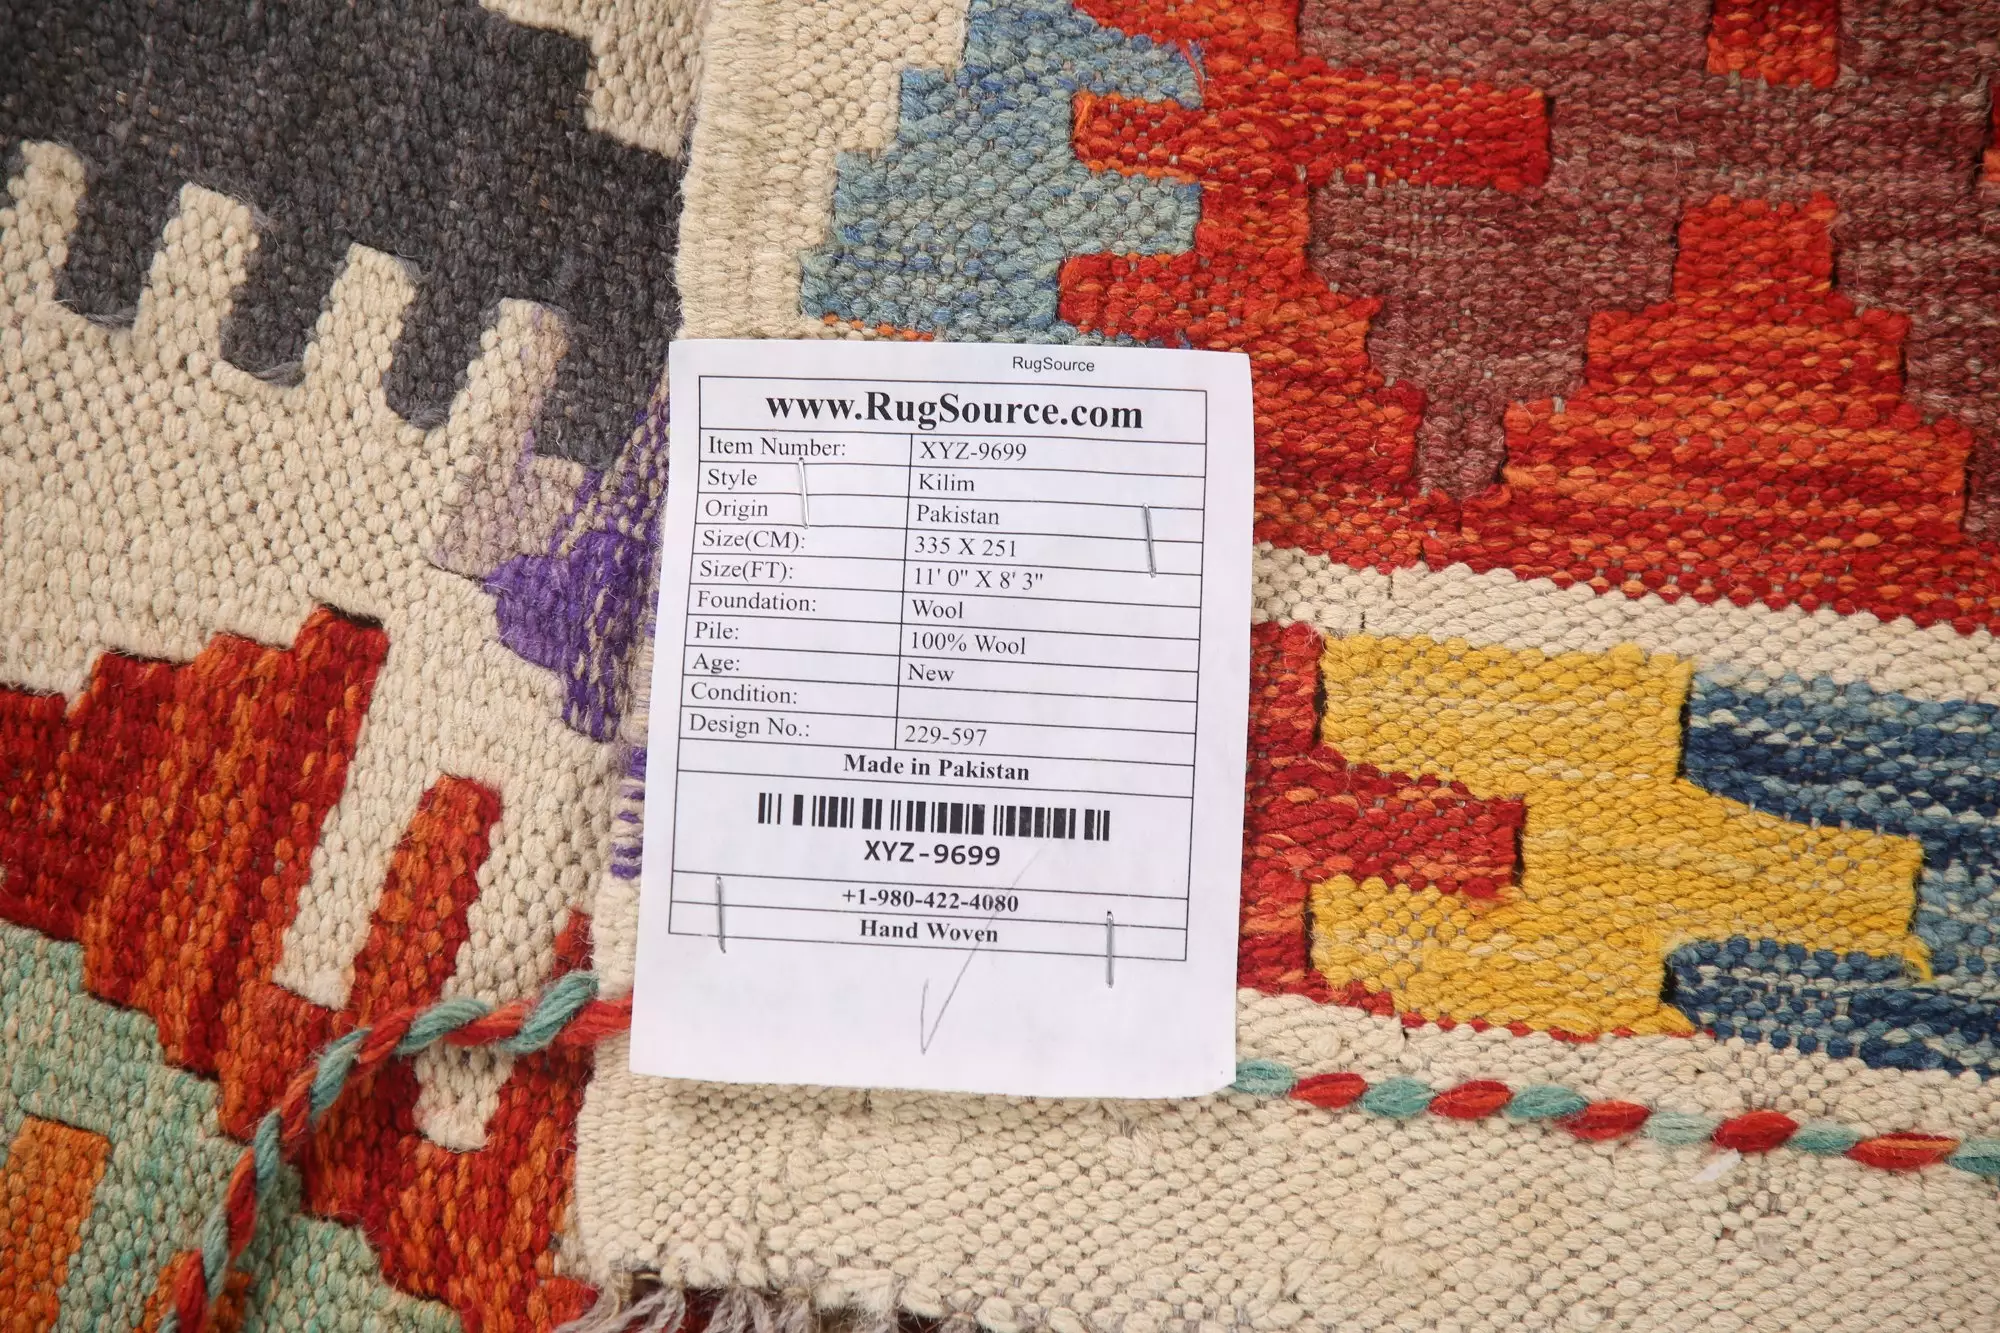 RugSource
www.RugSource.com
Item Number: XYZ-9699
Style Kilim
Origin Pakistan
Size(CM): 335 X 251
Size(FT): 11' 0" X 8' 3"
Foundation: Wool
Pile: 100% Wool
Age: New
Condition:
Design No.: 229-597
Made in Pakistan
XYZ-9699
+1-980-422-4080
Hand Woven